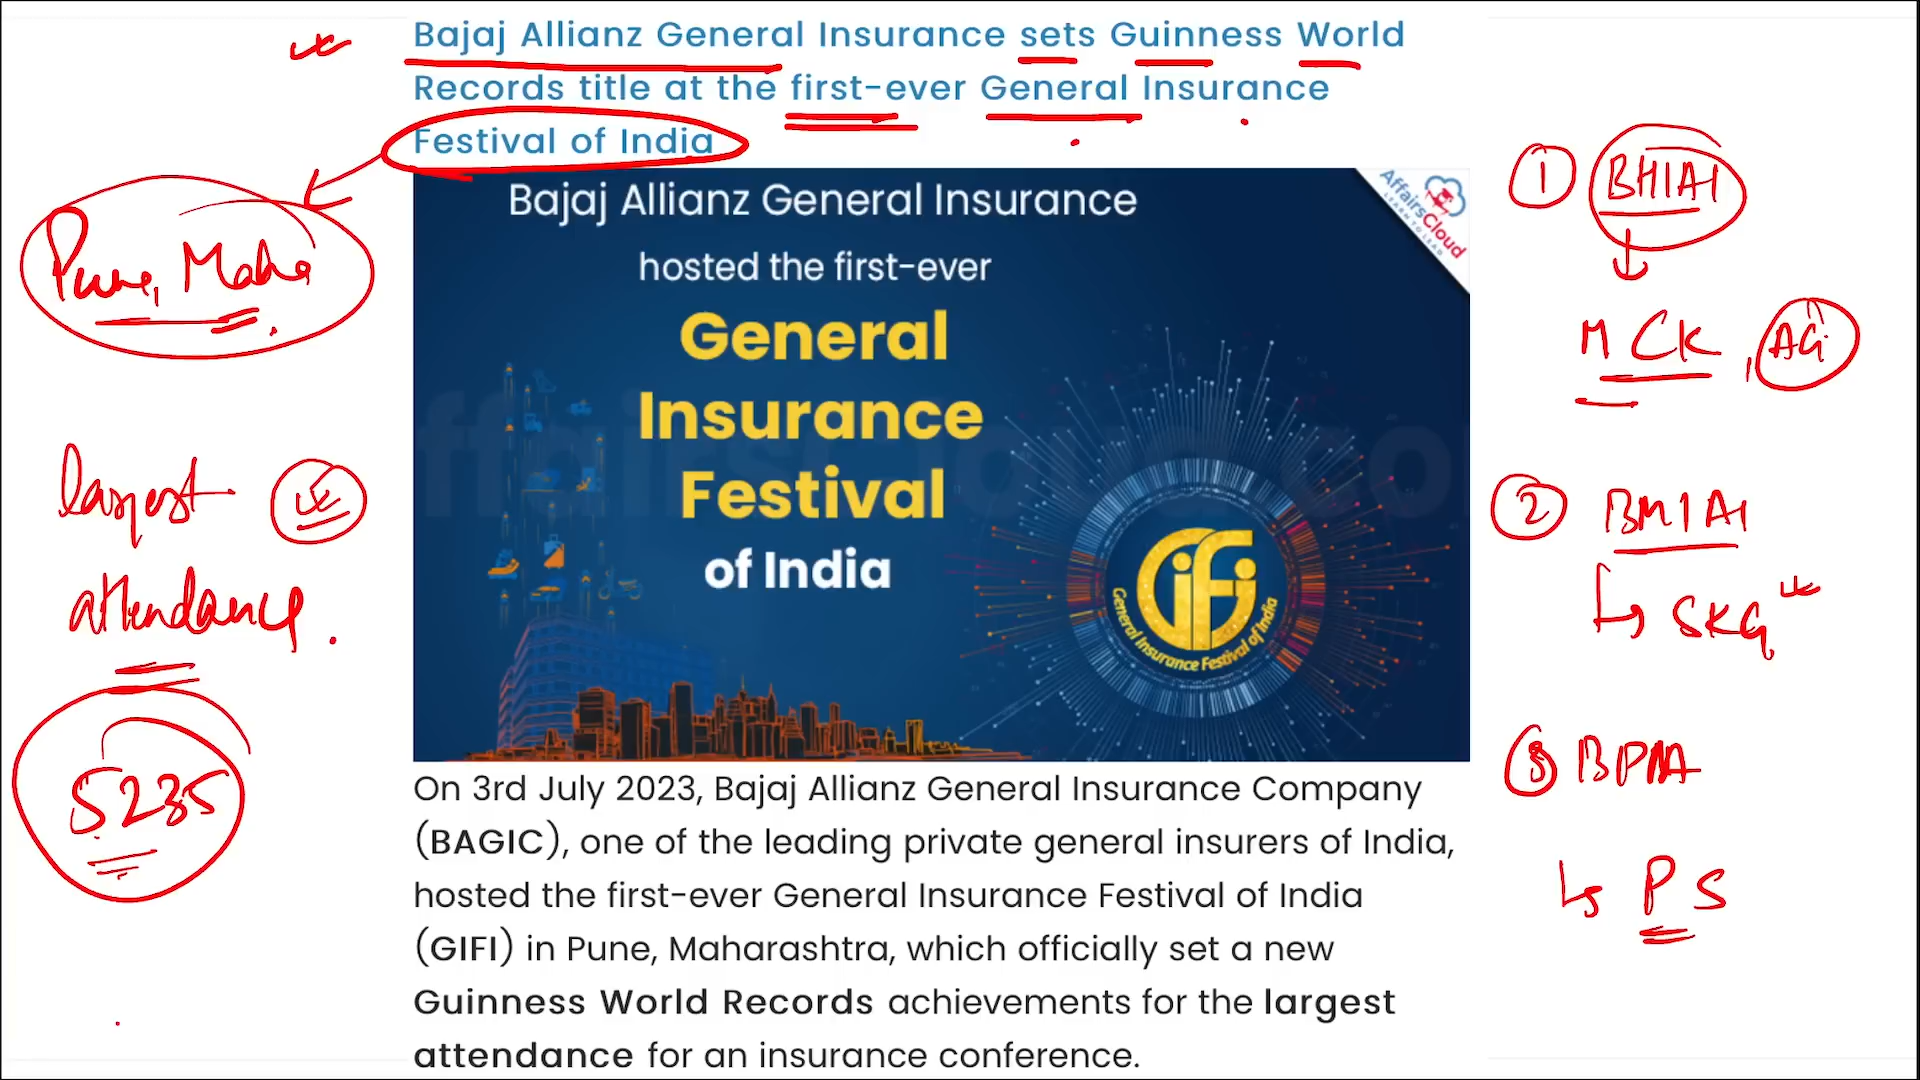 Bajaj Allianz General Insurance sets Guinness World
Records title at the first-ever General Insurance
Festival of India
Bajaj Allianz General Insurance
hosted the first-ever
General
Insurance
Festival
of India
AffairsCloud
LEARN TO LEAD
GiFi
General Insurance Festival of India
On 3rd July 2023, Bajaj Allianz General Insurance Company
(BAGIC), one of the leading private general insurers of India,
hosted the first-ever General Insurance Festival of India
(GIFI) in Pune, Maharashtra, which officially set a new
Guinness World Records achievements for the largest
attendance for an insurance conference.
Pune, Maha
largest
attendance.
5235
1 BHIAI
MCK, AG
2 BMIAI
SKG
3
PS